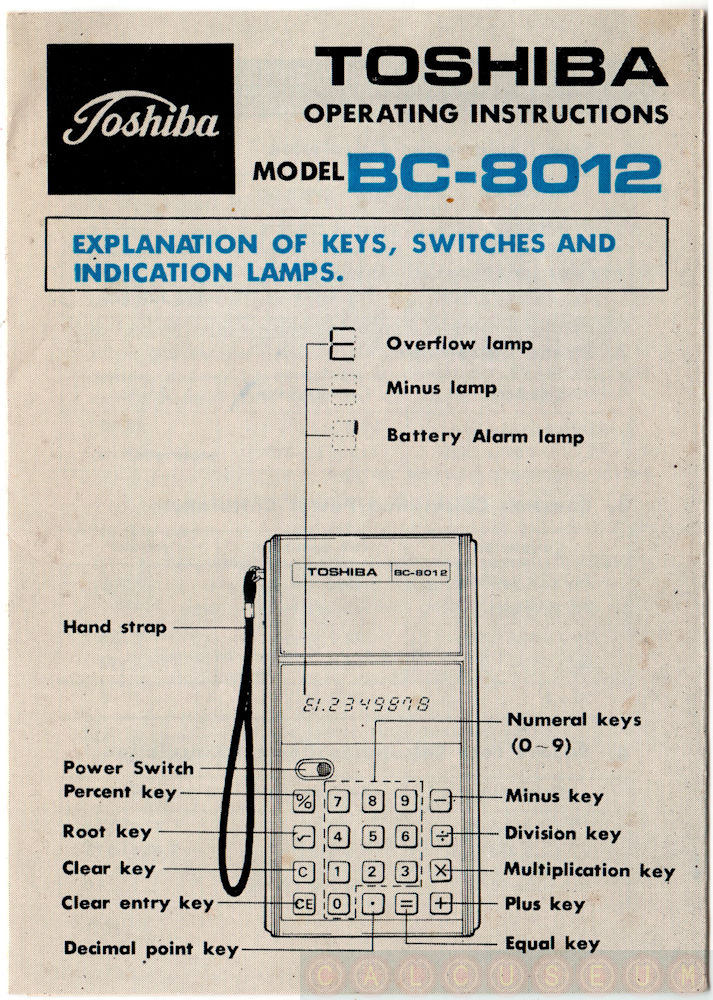 Toshiba
TOSHIBA
OPERATING INSTRUCTIONS
MODEL BC-8012
EXPLANATION OF KEYS, SWITCHES AND
INDICATION LAMPS.
Overflow lamp
Minus lamp
Battery Alarm lamp
TOSHIBA BC-8012
Hand strap
Numeral keys
(0~9)
Power Switch
Percent key
% 7 8 9 −
Minus key
Root key
√ 4 5 6 ÷
Division key
Clear key
C 1 2 3 ×
Multiplication key
Clear entry key
CE 0 . = +
Plus key
Decimal point key
Equal key
CALCUSEUM